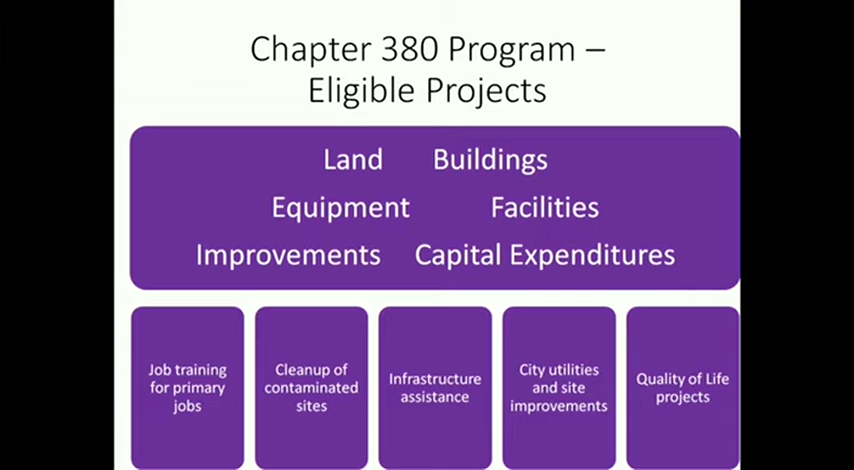 Chapter 380 Program –
Eligible Projects
Land Buildings
Equipment Facilities
Improvements Capital Expenditures
Job training
for primary
jobs
Cleanup of
contaminated
sites
Infrastructure
assistance
City utilities
and site
improvements
Quality of Life
projects